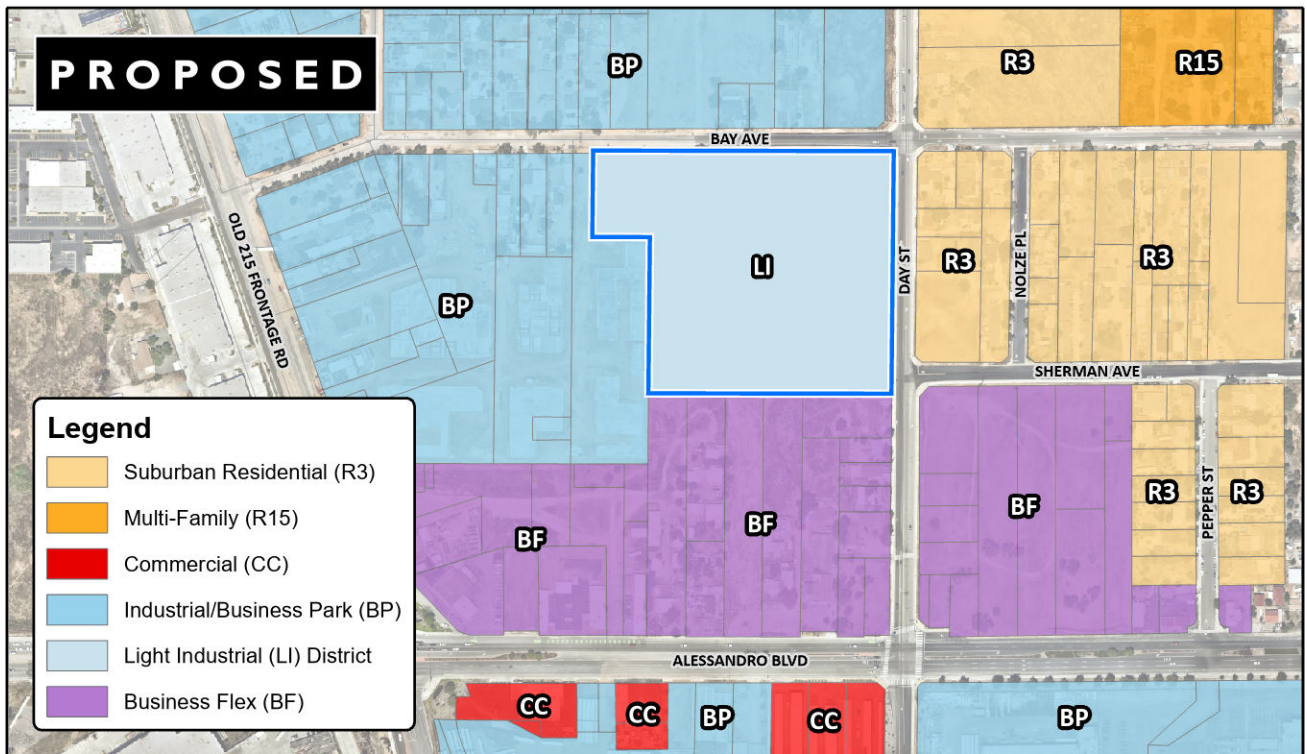 PROPOSED
BP
R3
R15
BAY AVE
OLD 215 FRONTAGE RD
BP
LI
DAY ST
R3
NOLZE PL
R3
SHERMAN AVE
Legend
Suburban Residential (R3)
Multi-Family (R15)
Commercial (CC)
Industrial/Business Park (BP)
Light Industrial (LI) District
Business Flex (BF)
BF
BF
BF
R3
PEPPER ST
R3
ALESSANDRO BLVD
CC
CC
BP
CC
BP